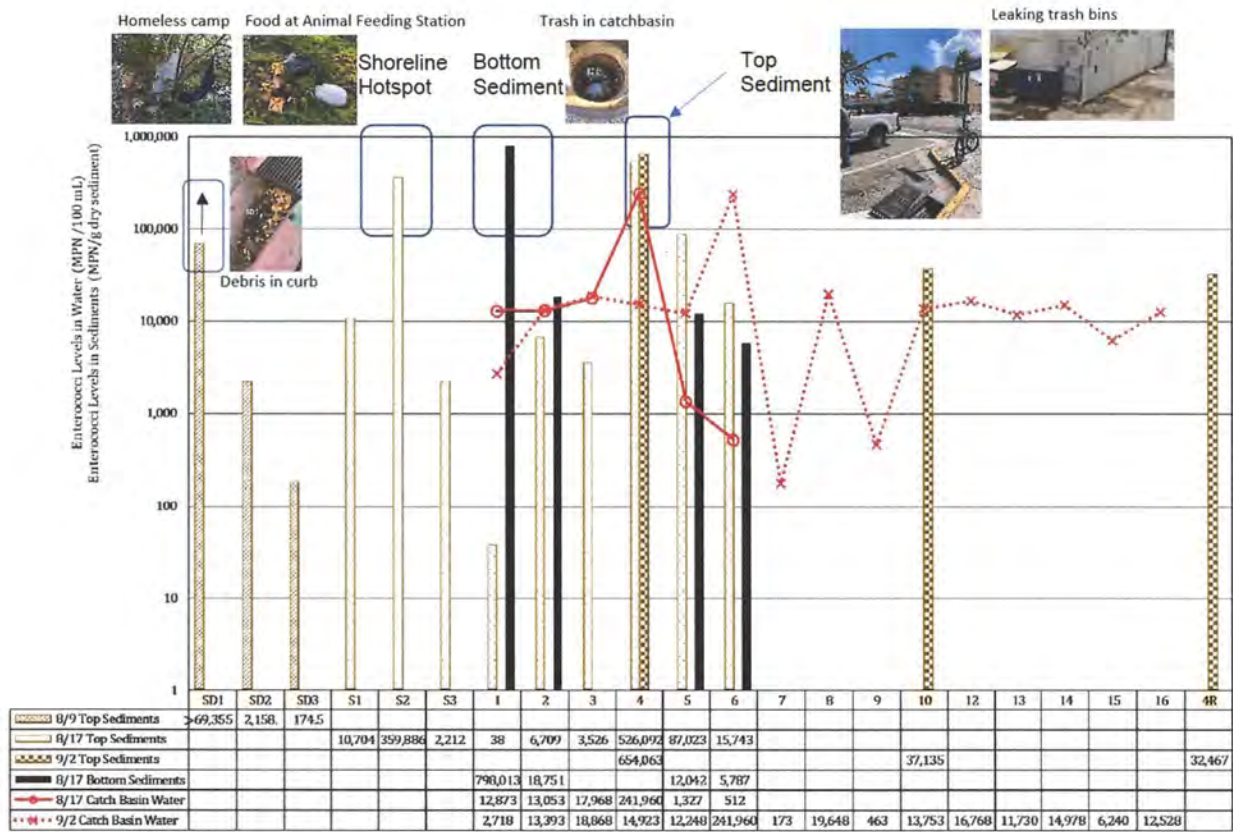 Homeless camp
Food at Animal Feeding Station
Trash in catchbasin
Leaking trash bins
Shoreline
Hotspot
Bottom
Sediment
Top
Sediment
Debris in curb
Enterococci Levels in Water (MPN /100 mL)
Enterococci Levels in Sediments (MPN/g dry sediment)
1,000,000
100,000
10,000
1,000
100
10
1
SD1 SD2 SD3 S1 S2 S3 1 2 3 4 5 6 7 8 9 10 12 13 14 15 16 4R
8/9 Top Sediments >69,355 2,158. 174.5
8/17 Top Sediments 10,704 359,886 2,212 38 6,709 3,526 526,092 87,023 15,743
9/2 Top Sediments 654,063 37,135 32,467
8/17 Bottom Sediments 798,013 18,751 12,042 5,787
8/17 Catch Basin Water 12,873 13,053 17,968 241,960 1,327 512
9/2 Catch Basin Water 2,718 13,393 18,868 14,923 12,248 241,960 173 19,648 463 13,753 16,768 11,730 14,978 6,240 12,528